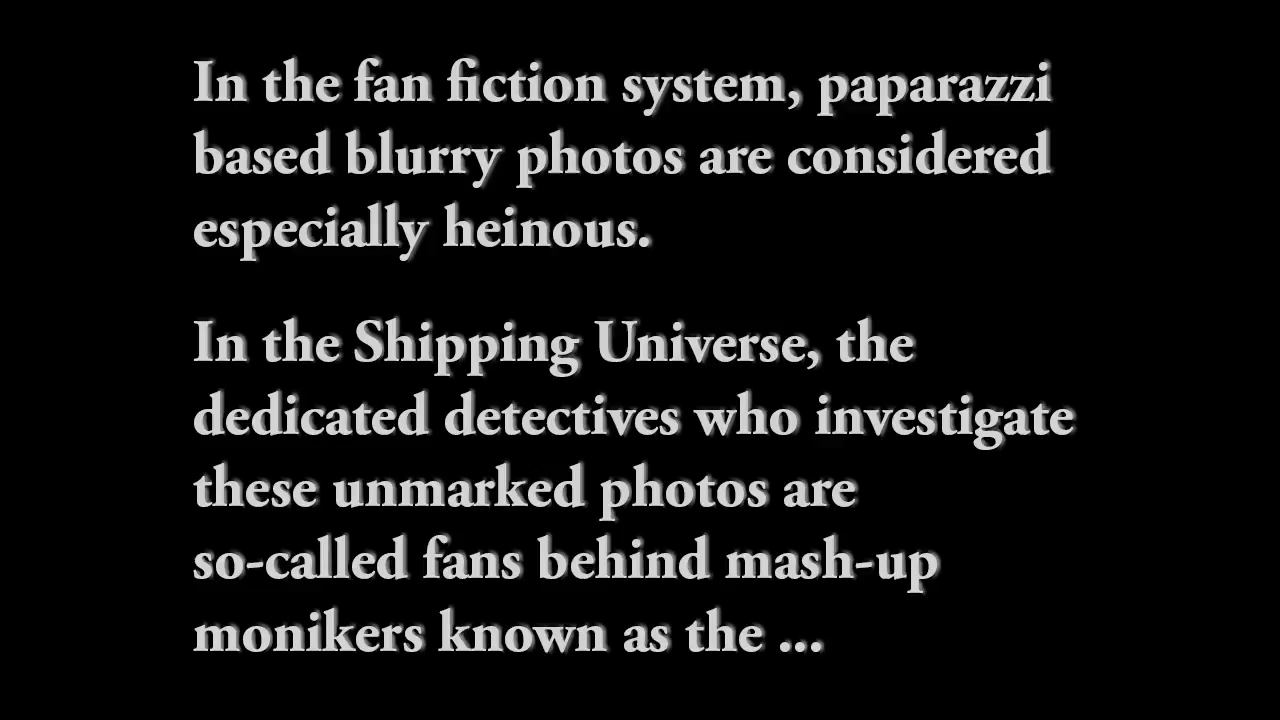 In the fan fiction system, paparazzi
based blurry photos are considered
especially heinous.
In the Shipping Universe, the
dedicated detectives who investigate
these unmarked photos are
so-called fans behind mash-up
monikers known as the ...